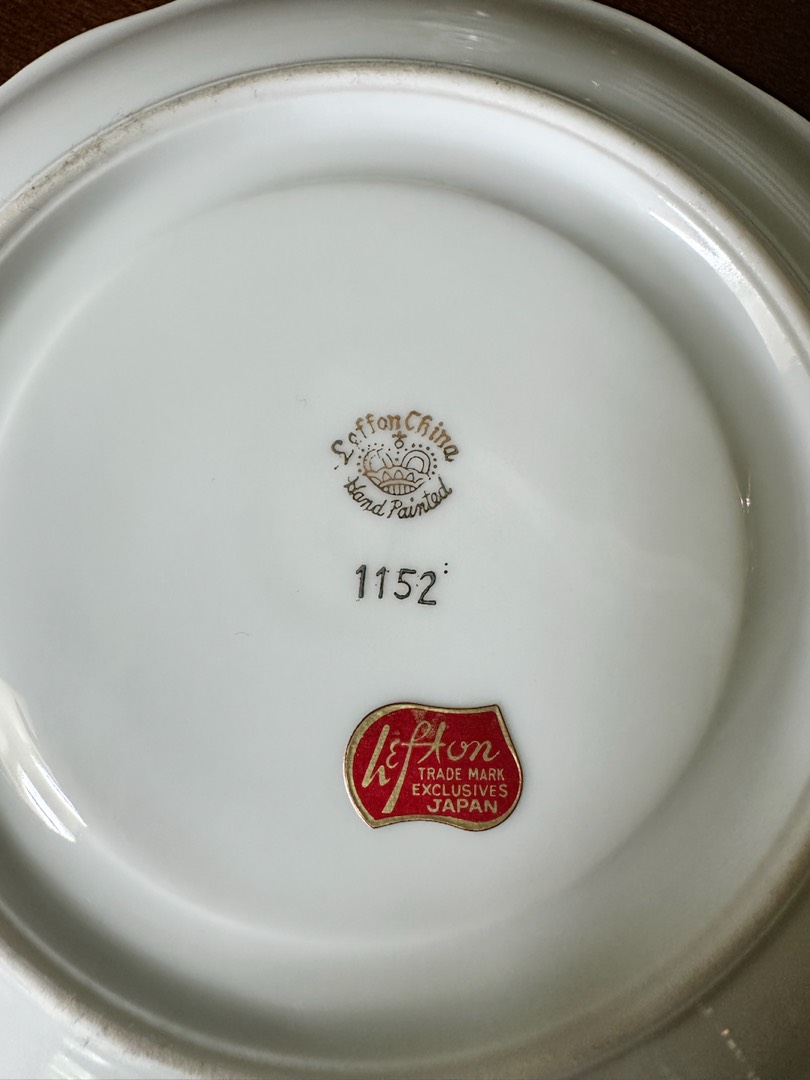 Lefton China
Hand Painted
1152
Lefton
TRADE MARK
EXCLUSIVES
JAPAN